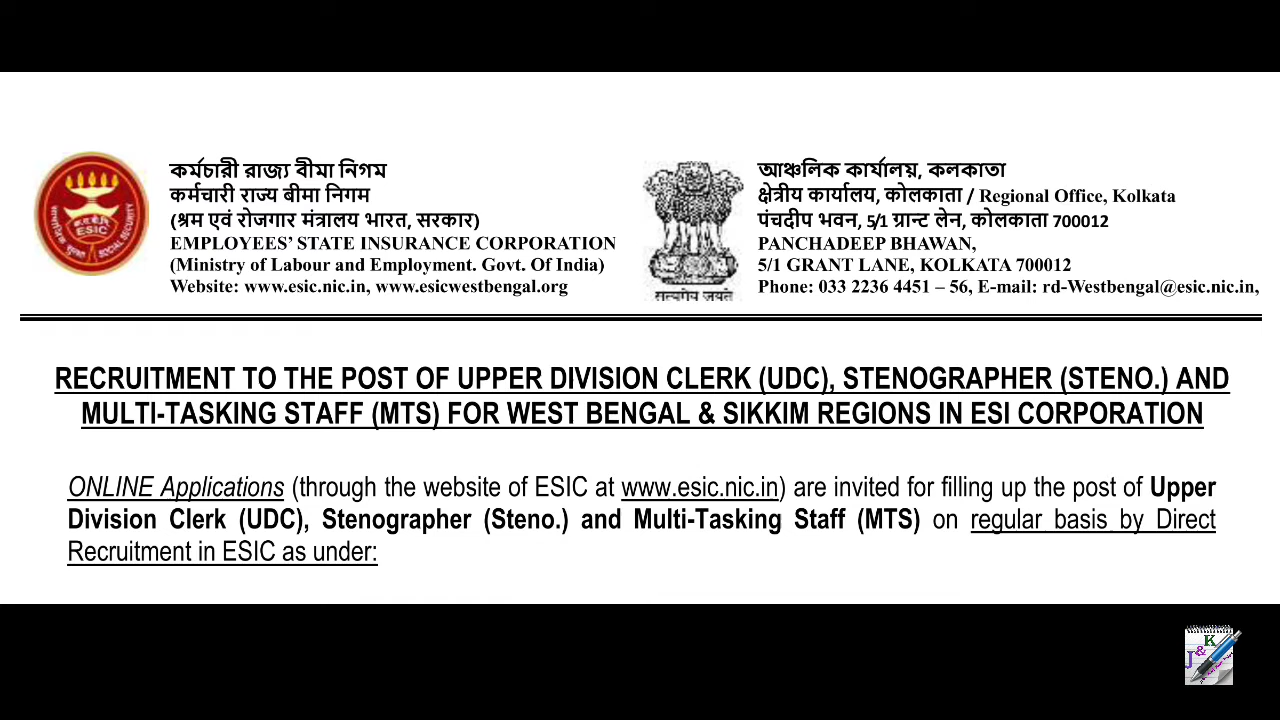 কর্মচারী রাজ্য বীমা নিগম
कर्मचारी राज्य बीमा निगम
(श्रम एवं रोजगार मंत्रालय भारत, सरकार)
EMPLOYEES’ STATE INSURANCE CORPORATION
(Ministry of Labour and Employment. Govt. Of India)
Website: www.esic.nic.in, www.esicwestbengal.org
ESIC
SOCIAL SECURITY
सत्यमेव जयते
আঞ্চলিক কার্যালয়, কলকাতা
क्षेत्रीय कार्यालय, कोलकाता / Regional Office, Kolkata
पंचदीप भवन, 5/1 ग्रान्ट लेन, कोलकाता 700012
PANCHADEEP BHAWAN,
5/1 GRANT LANE, KOLKATA 700012
Phone: 033 2236 4451 – 56, E-mail: rd-Westbengal@esic.nic.in,
RECRUITMENT TO THE POST OF UPPER DIVISION CLERK (UDC), STENOGRAPHER (STENO.) AND
MULTI-TASKING STAFF (MTS) FOR WEST BENGAL & SIKKIM REGIONS IN ESI CORPORATION
ONLINE Applications (through the website of ESIC at www.esic.nic.in) are invited for filling up the post of Upper
Division Clerk (UDC), Stenographer (Steno.) and Multi-Tasking Staff (MTS) on regular basis by Direct
Recruitment in ESIC as under:
J&K